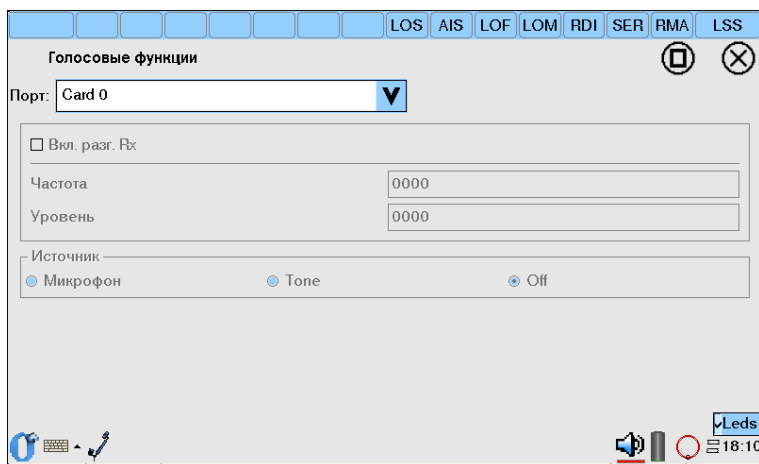 LOS AIS LOF LOM RDI SER RMA LSS
Голосовые функции
Порт: Card 0
Вкл. разг. Rx
Частота 0000
Уровень 0000
Источник
Микрофон Tone Off
Leds
18:10